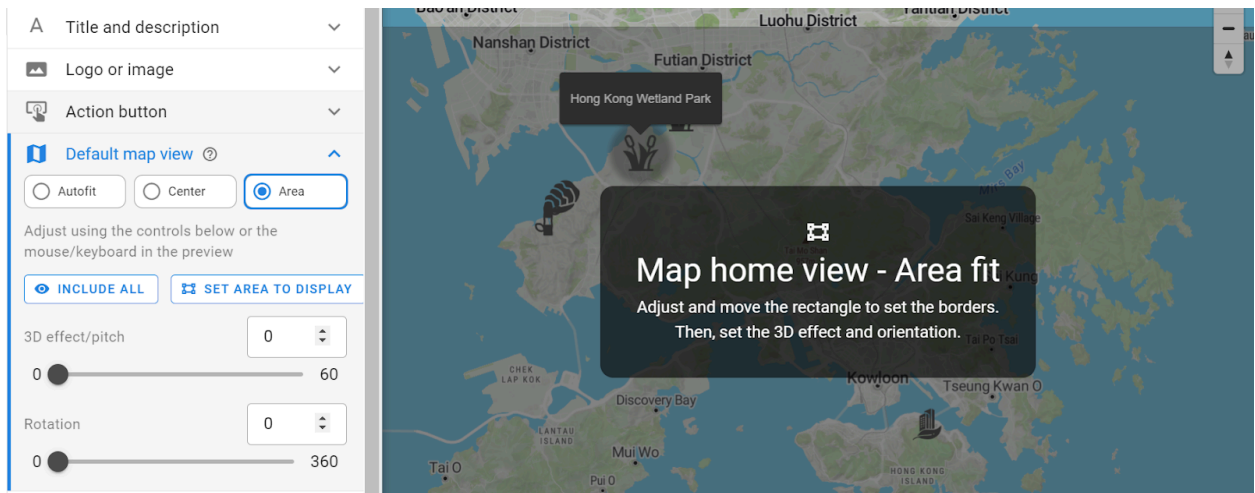 Title and description
Logo or image
Action button
Default map view
Autofit
Center
Area
Adjust using the controls below or the
mouse/keyboard in the preview
INCLUDE ALL
SET AREA TO DISPLAY
3D effect/pitch
0
0
60
Rotation
0
0
360
Luohu District
Nanshan District
Futian District
Hong Kong Wetland Park
Mirs Bay
Sai Keng Village
Map home view - Area fit
Adjust and move the rectangle to set the borders.
Then, set the 3D effect and orientation.
Kung
Tai Po Tsai
CHEK
LAP KOK
Kowloon
Tseung Kwan O
Discovery Bay
LANTAU
ISLAND
Mui Wo
Tai O
Pui O
HONG KONG
ISLAND